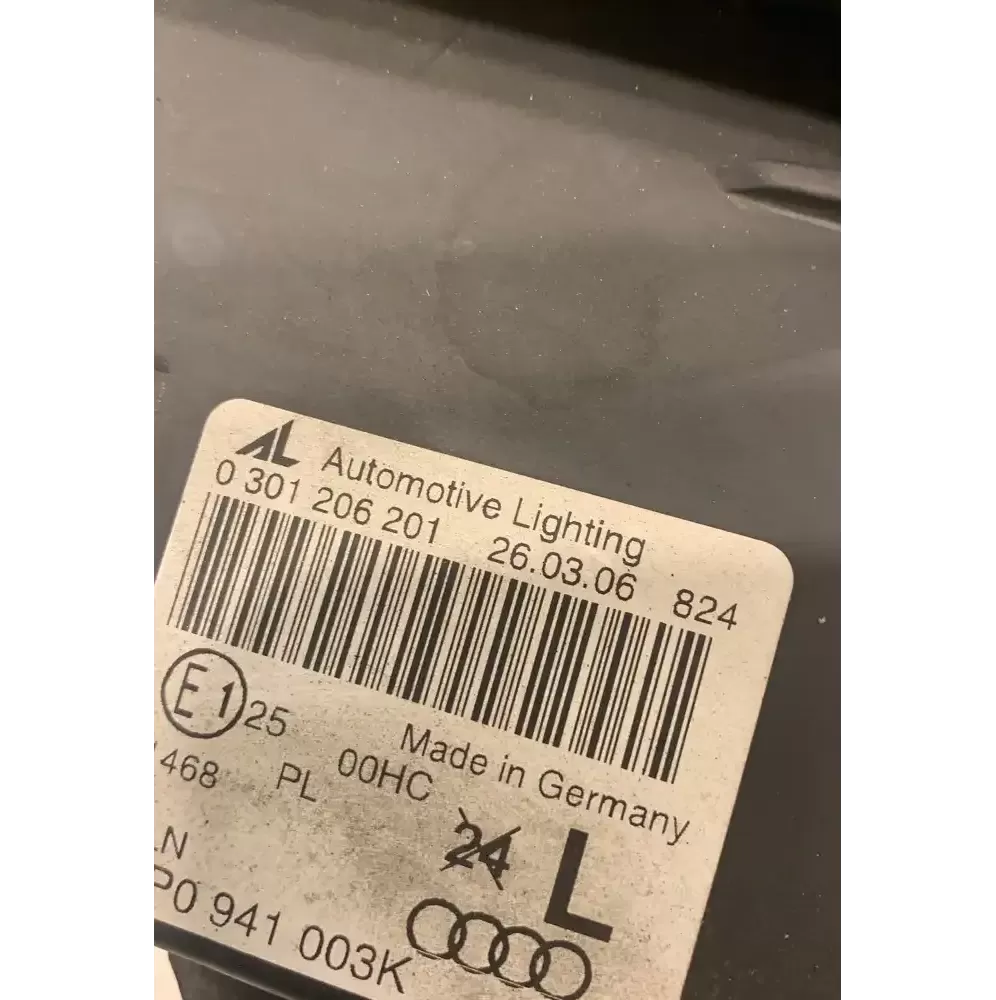 AL Automotive Lighting
0 301 206 201 26.03.06 824
E1 25 Made in Germany
468 PL 00HC
24 L
N
P0 941 003K